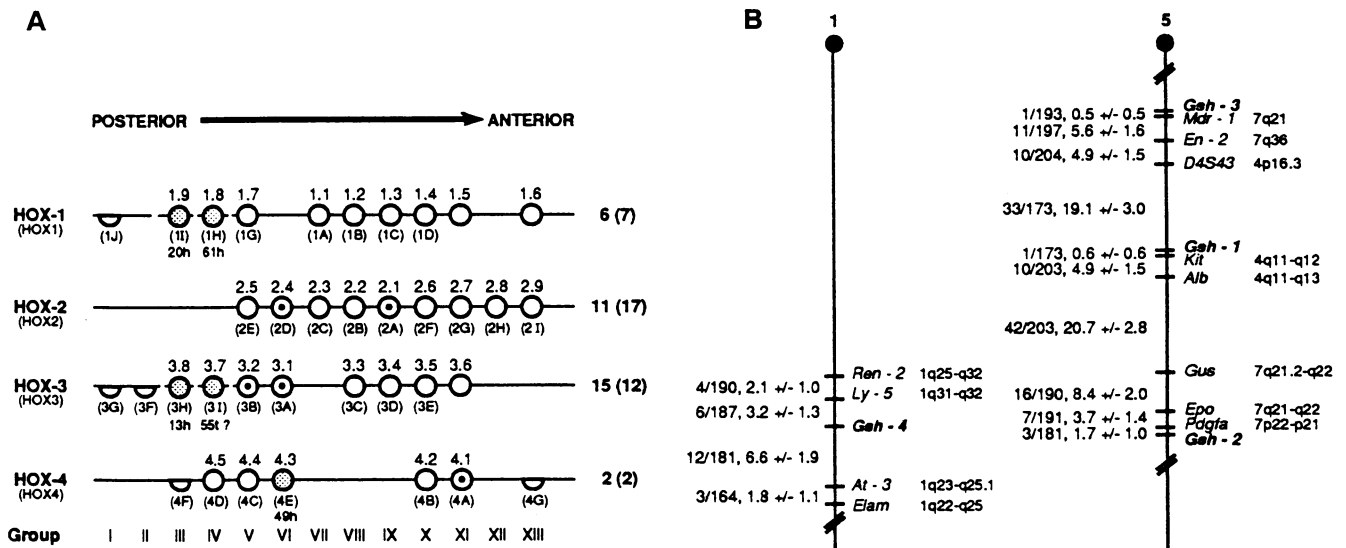 A
POSTERIOR ANTERIOR
1.9 1.8 1.7 1.1 1.2 1.3 1.4 1.5 1.6
HOX-1 6 (7)
(HOX1)
(1J) (1I) (1H) (1G) (1A) (1B) (1C) (1D)
20h 61h
2.5 2.4 2.3 2.2 2.1 2.6 2.7 2.8 2.9
HOX-2 11 (17)
(HOX2)
(2E) (2D) (2C) (2B) (2A) (2F) (2G) (2H) (2I)
3.8 3.7 3.2 3.1 3.3 3.4 3.5 3.6
HOX-3 15 (12)
(HOX3)
(3G) (3F) (3H) (3I) (3B) (3A) (3C) (3D) (3E)
13h 55t ?
4.5 4.4 4.3 4.2 4.1
HOX-4 2 (2)
(HOX4)
(4F) (4D) (4C) (4E) (4B) (4A) (4G)
49h
Group I II III IV V VI VII VIII IX X XI XII XIII
B
1
Ren - 2 1q25-q32
4/190, 2.1 +/- 1.0
Ly - 5 1q31-q32
6/187, 3.2 +/- 1.3
Gsh - 4
12/181, 6.6 +/- 1.9
At - 3 1q23-q25.1
3/164, 1.8 +/- 1.1
Elam 1q22-q25
5
Gsh - 3
1/193, 0.5 +/- 0.5
Mdr - 1 7q21
11/197, 5.6 +/- 1.6
En - 2 7q36
10/204, 4.9 +/- 1.5
D4S43 4p16.3
33/173, 19.1 +/- 3.0
Gsh - 1
1/173, 0.6 +/- 0.6
Kit 4q11-q12
10/203, 4.9 +/- 1.5
Alb 4q11-q13
42/203, 20.7 +/- 2.8
Gus 7q21.2-q22
16/190, 8.4 +/- 2.0
Epo 7q21-q22
7/191, 3.7 +/- 1.4
Pdgfa 7p22-p21
3/181, 1.7 +/- 1.0
Gsh - 2